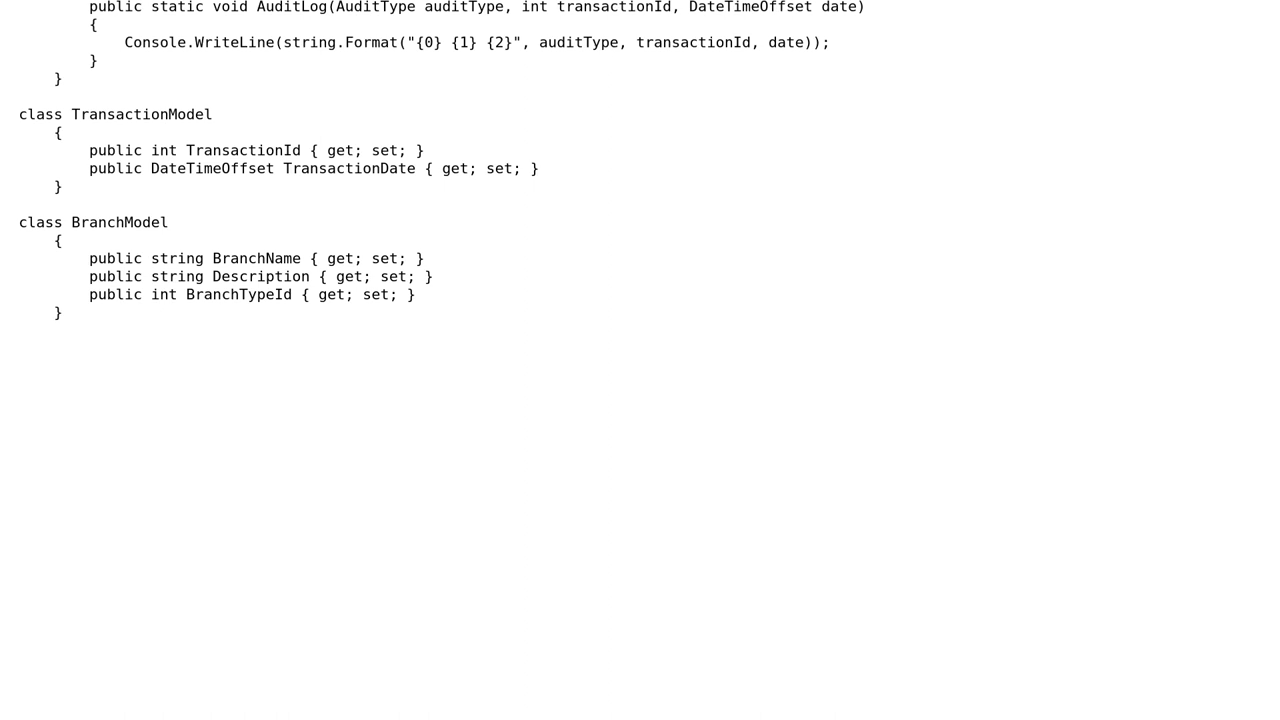 public static void AuditLog(AuditType auditType, int transactionId, DateTimeOffset date)
        {
            Console.WriteLine(string.Format("{0} {1} {2}", auditType, transactionId, date));
        }
    }

class TransactionModel
    {
        public int TransactionId { get; set; }
        public DateTimeOffset TransactionDate { get; set; }
    }

class BranchModel
    {
        public string BranchName { get; set; }
        public string Description { get; set; }
        public int BranchTypeId { get; set; }
    }